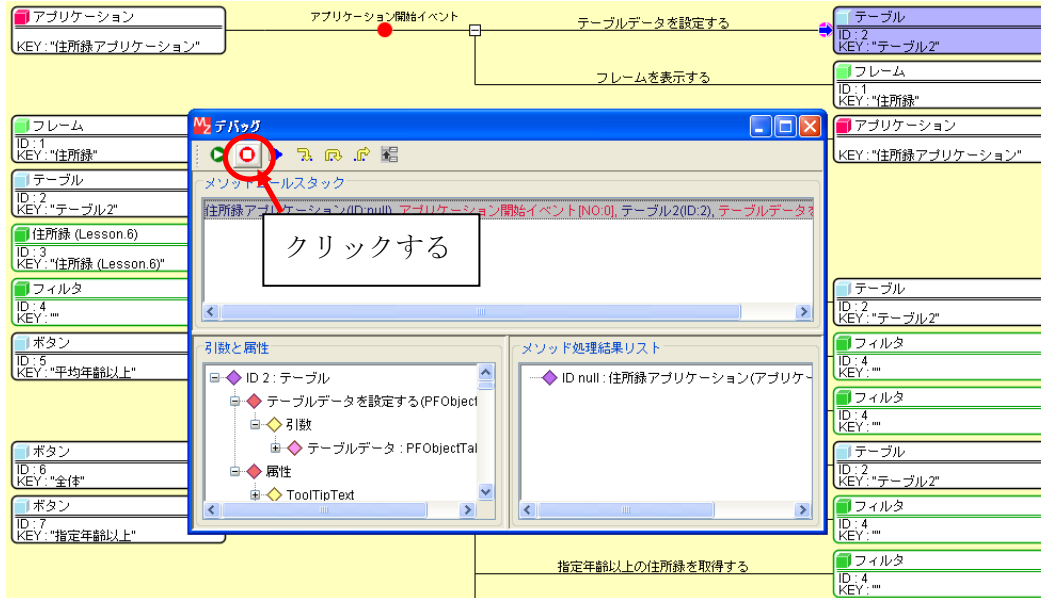 アプリケーション
KEY : "住所録アプリケーション"
アプリケーション開始イベント
テーブルデータを設定する
テーブル
ID : 2
KEY : "テーブル2"
フレームを表示する
フレーム
ID : 1
KEY : "住所録"
フレーム
ID : 1
KEY : "住所録"
テーブル
ID : 2
KEY : "テーブル2"
住所録 (Lesson.6)
ID : 3
KEY : "住所録 (Lesson.6)"
フィルタ
ID : 4
KEY : ""
ボタン
ID : 5
KEY : "平均年齢以上"
ボタン
ID : 6
KEY : "全体"
ボタン
ID : 7
KEY : "指定年齢以上"
デバッグ
メソッドコールスタック
住所録アプリケーション(ID:null), アプリケーション開始イベント[NO:0], テーブル2(ID:2), テーブルデータを
クリックする
引数と属性
ID 2 : テーブル
テーブルデータを設定する(PFObject
引数
テーブルデータ : PFObjectTal
属性
ToolTipText
メソッド処理結果リスト
ID null : 住所録アプリケーション(アプリケー
アプリケーション
KEY : "住所録アプリケーション"
テーブル
ID : 2
KEY : "テーブル2"
フィルタ
ID : 4
KEY : ""
フィルタ
ID : 4
KEY : ""
テーブル
ID : 2
KEY : "テーブル2"
フィルタ
ID : 4
KEY : ""
指定年齢以上の住所録を取得する
フィルタ
ID : 4
KEY : ""